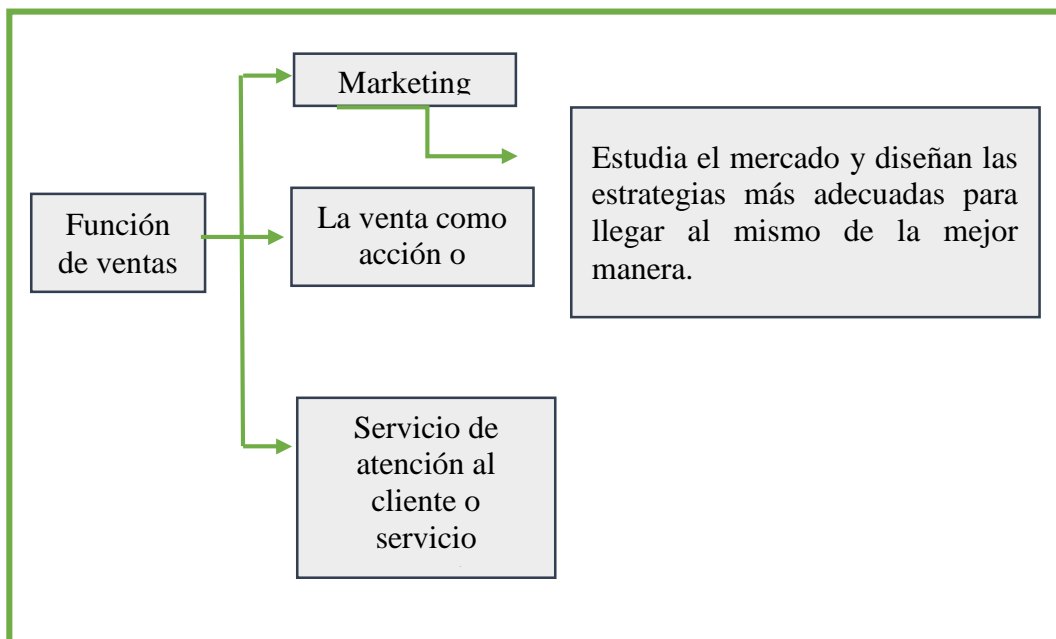 Marketing
Estudia el mercado y diseñan las
estrategias más adecuadas para
llegar al mismo de la mejor
manera.
Función
de ventas
La venta como
acción o
Servicio de
atención al
cliente o
servicio